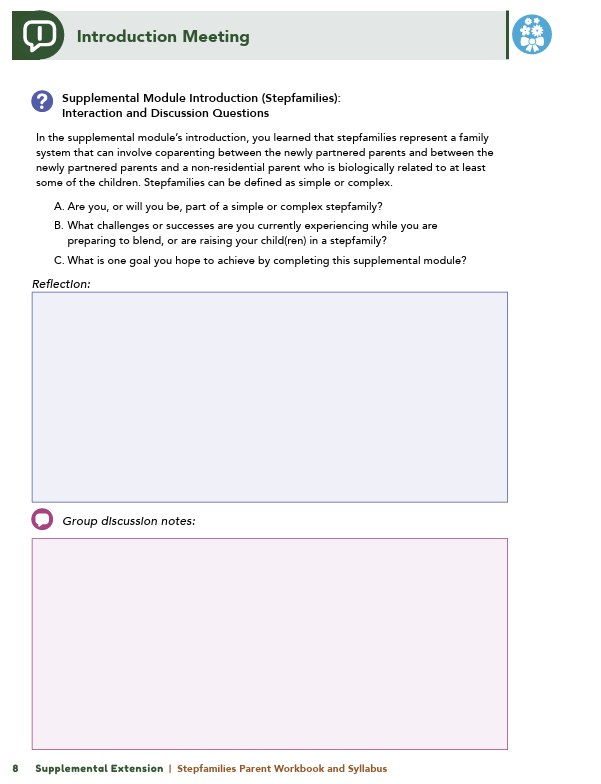 Introduction Meeting
Supplemental Module Introduction (Stepfamilies):
Interaction and Discussion Questions
In the supplemental module's introduction, you learned that stepfamilies represent a family
system that can involve coparenting between the newly partnered parents and between the
newly partnered parents and a non-residential parent who is biologically related to at least
some of the children. Stepfamilies can be defined as simple or complex.
A. Are you, or will you be, part of a simple or complex stepfamily?
B. What challenges or successes are you currently experiencing while you are
preparing to blend, or are raising your child(ren) in a stepfamily?
C. What is one goal you hope to achieve by completing this supplemental module?
Reflection:
Group discussion notes:
8 Supplemental Extension | Stepfamilies Parent Workbook and Syllabus